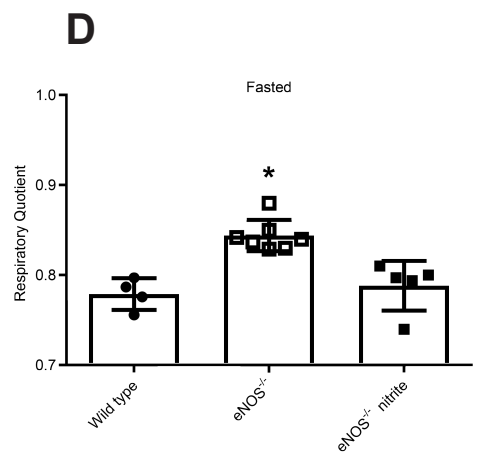 D
Fasted
1.0
0.9
0.8
0.7
Respiratory Quotient
*
Wild type
eNOS-/-
eNOS-/- nitrite